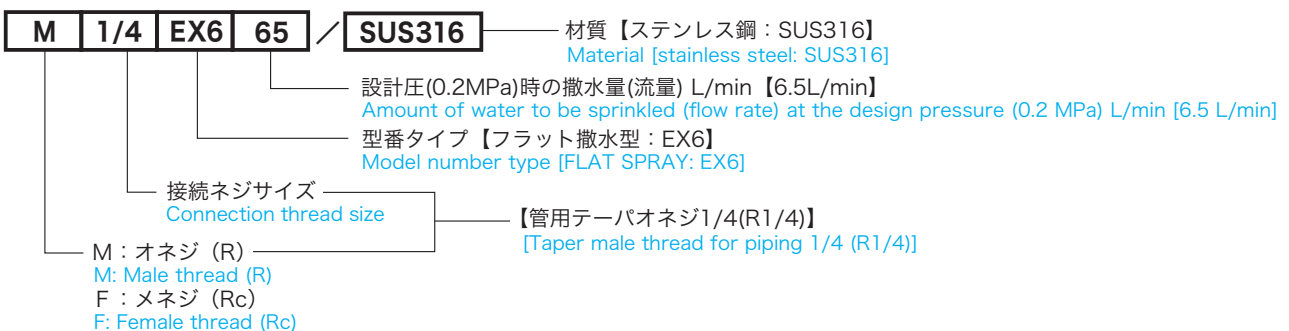 M 1/4 EX6 65 / SUS316
材質【ステンレス鋼：SUS316】
Material [stainless steel: SUS316]
設計圧(0.2MPa)時の撒水量(流量) L/min【6.5L/min】
Amount of water to be sprinkled (flow rate) at the design pressure (0.2 MPa) L/min [6.5 L/min]
型番タイプ【フラット撒水型：EX6】
Model number type [FLAT SPRAY: EX6]
接続ネジサイズ
Connection thread size
【管用テーパオネジ1/4(R1/4)】
[Taper male thread for piping 1/4 (R1/4)]
M：オネジ（R）
M: Male thread (R)
F：メネジ（Rc）
F: Female thread (Rc)